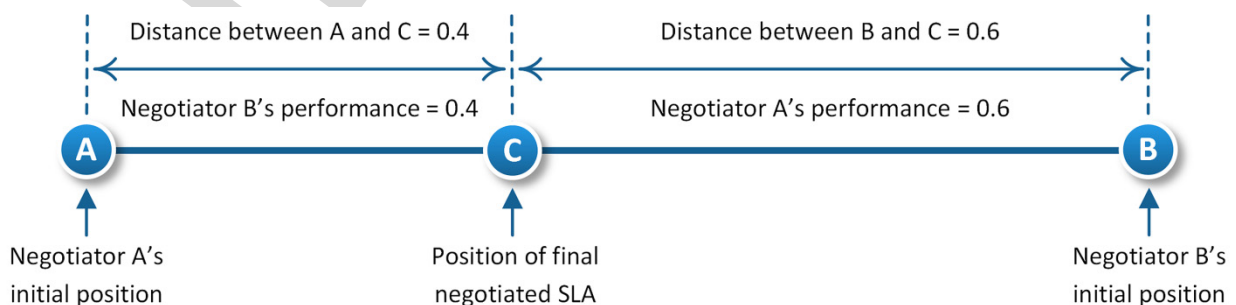 Distance between A and C = 0.4
Distance between B and C = 0.6
Negotiator B’s performance = 0.4
Negotiator A’s performance = 0.6
A
C
B
Negotiator A’s
initial position
Position of final
negotiated SLA
Negotiator B’s
initial position